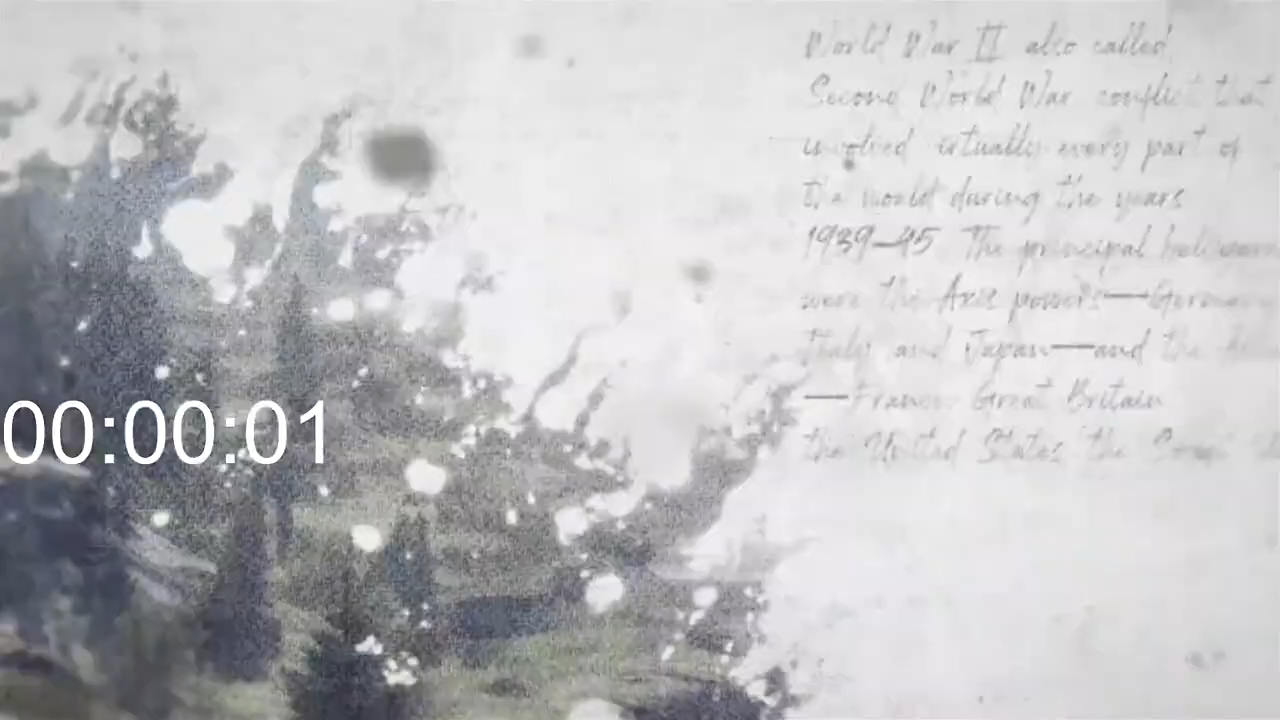 World War II also called
Second World War conflict that
involved virtually every part of
the world during the years
1939—45 The principal
were the Axis powers—Germany
Italy and Japan—and the
—France Great Britain
the United States the Soviet
00:00:01